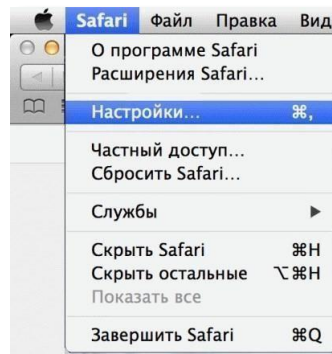 Safari Файл Правка Вид
О программе Safari
Расширения Safari...
Настройки... ⌘,
Частный доступ...
Сбросить Safari...
Службы ▶
Скрыть Safari ⌘H
Скрыть остальные ⌥⌘H
Показать все
Завершить Safari ⌘Q